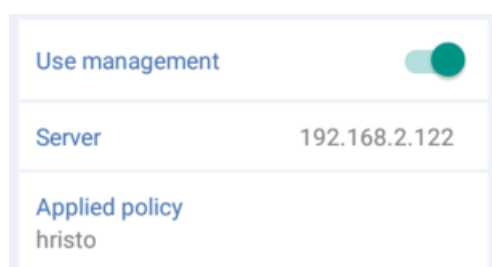 Use management
Server 192.168.2.122
Applied policy
hristo